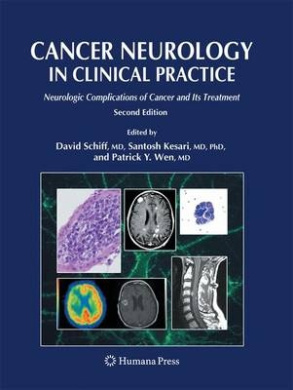 CANCER NEUROLOGY
IN CLINICAL PRACTICE
Neurologic Complications of Cancer and Its Treatment
Second Edition
Edited by
David Schiff, MD, Santosh Kesari, MD, PhD,
and Patrick Y. Wen, MD
Humana Press